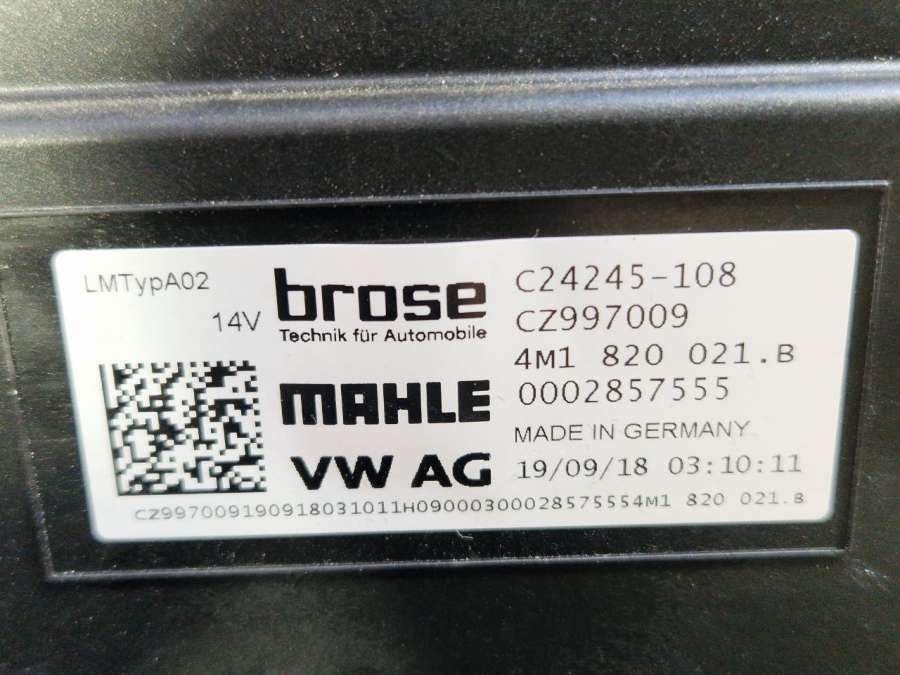 LMTypA02
14V
brose
Technik für Automobile
MAHLE
VW AG
C24245-108
CZ997009
4M1 820 021.B
0002857555
MADE IN GERMANY
19/09/18 03:10:11
CZ997009190918031011H09000300028575554M1 820 021.B